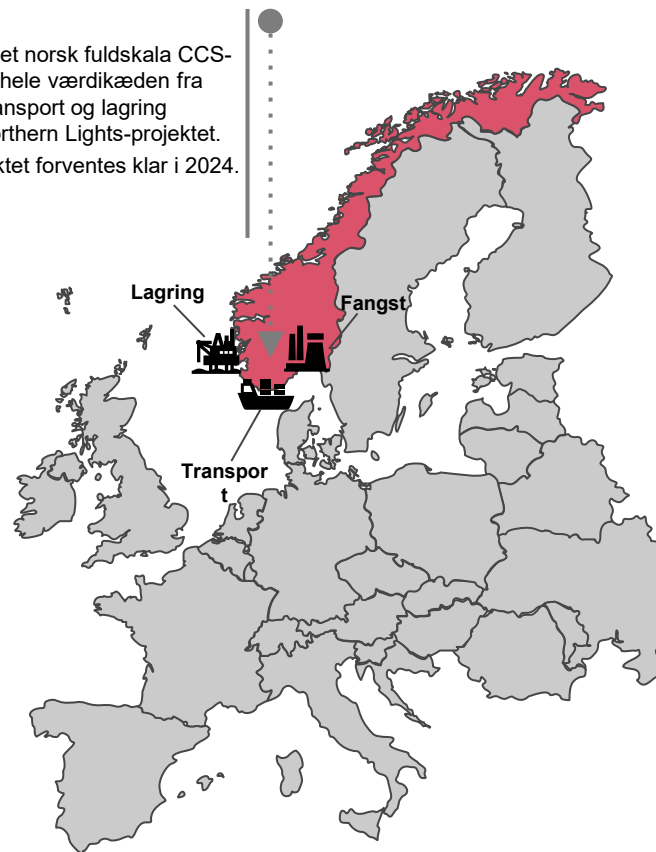 et norsk fuldskala CCS-
hele værdikæden fra
ansport og lagring
orthern Lights-projektet.
ktet forventes klar i 2024.
Lagring
Fangst
Transpor
t